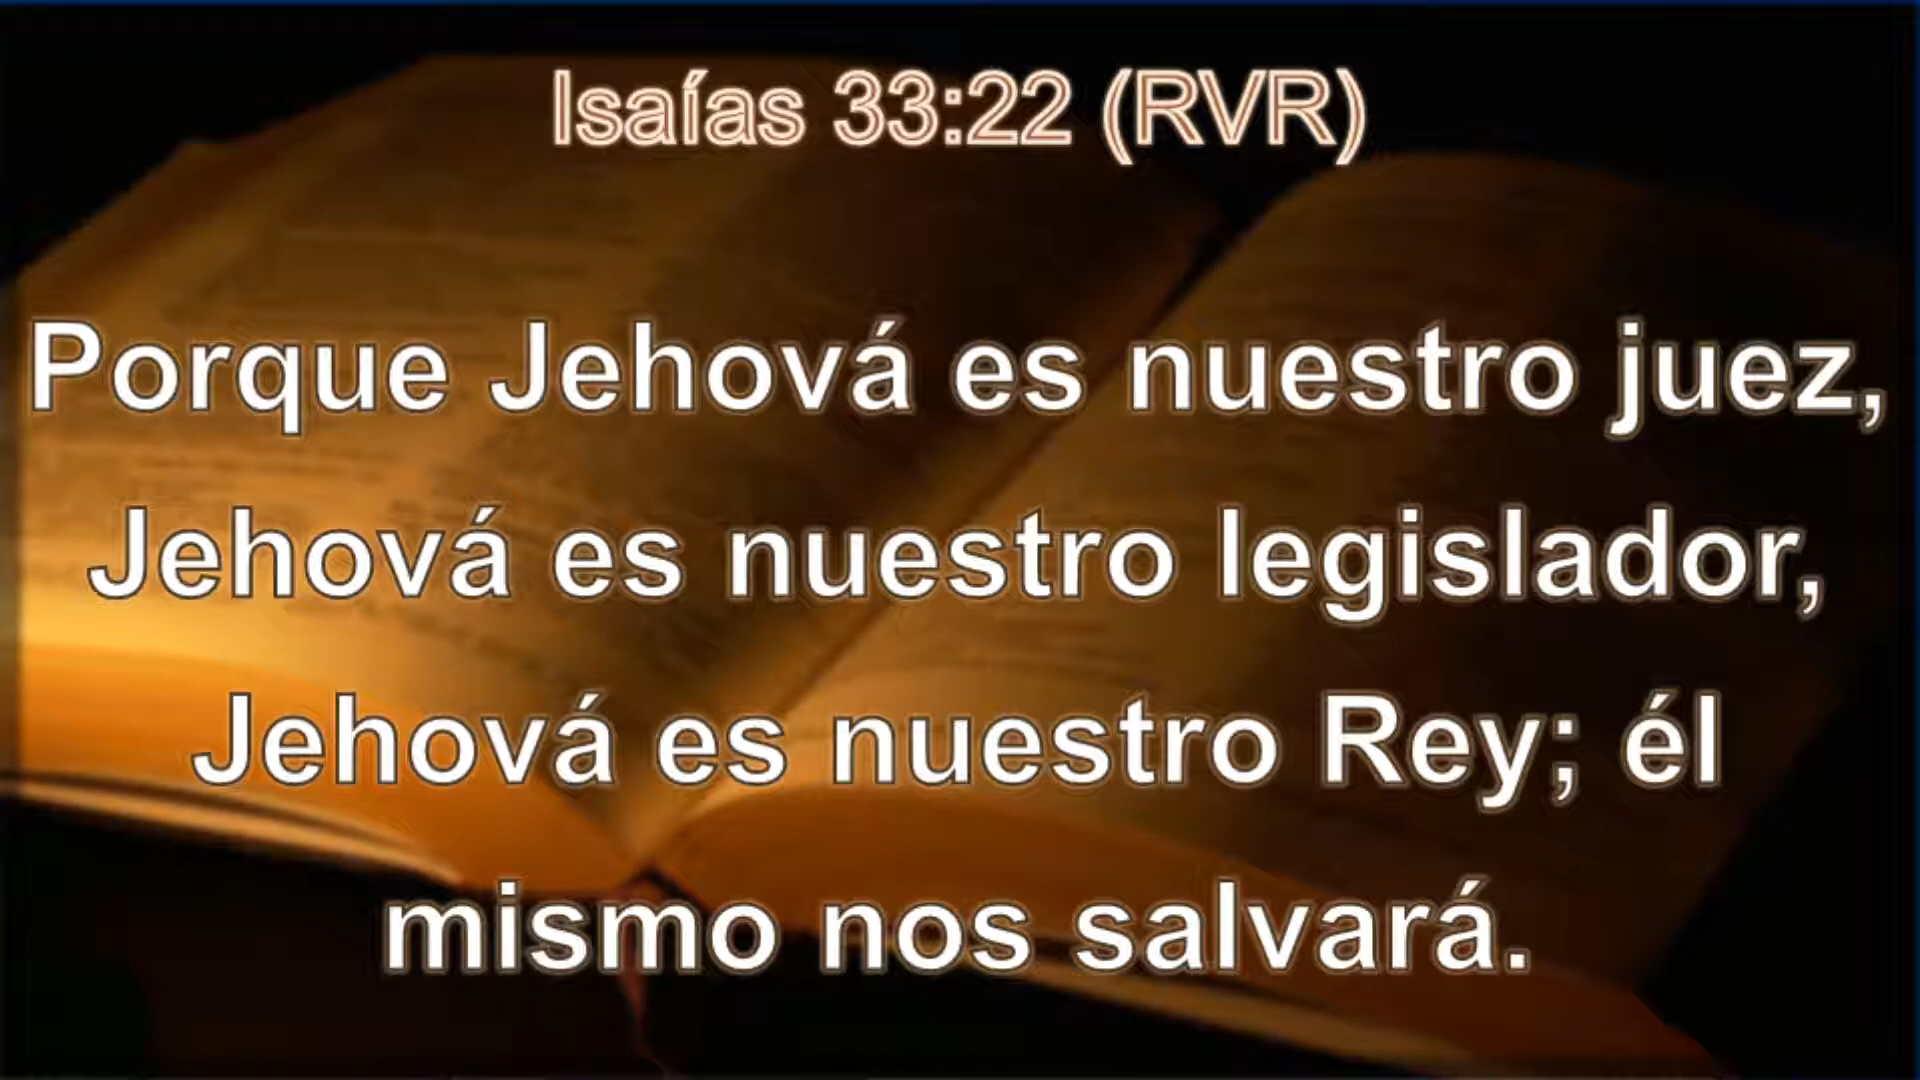 Isaías 33:22 (RVR)
Porque Jehová es nuestro juez,
Jehová es nuestro legislador,
Jehová es nuestro Rey; él
mismo nos salvará.